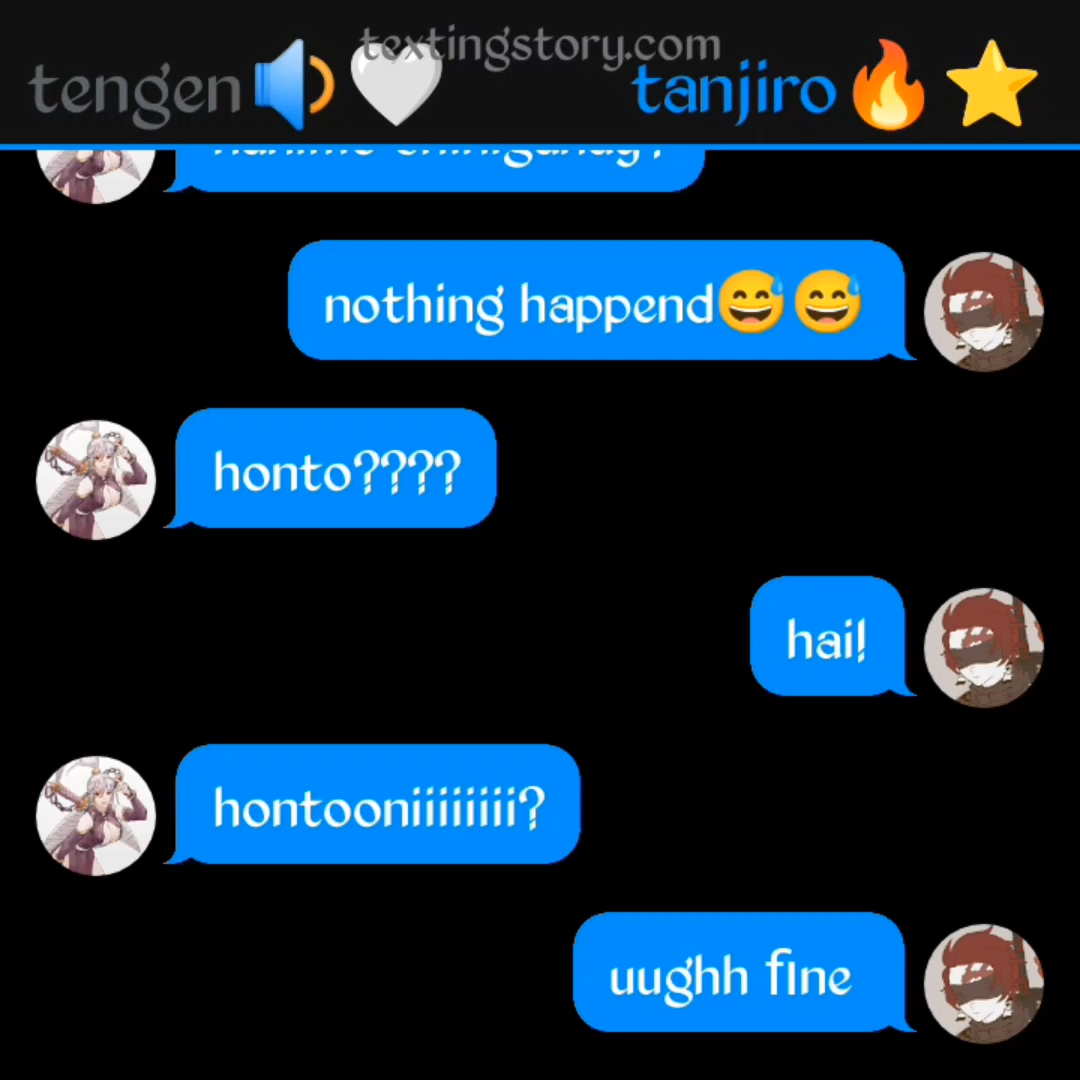 textingstory.com
tengen🔊🤍 tanjiro🔥⭐
nothing happend😅😅
honto????
hai!
hontooniiiiiiii?
uughh fine